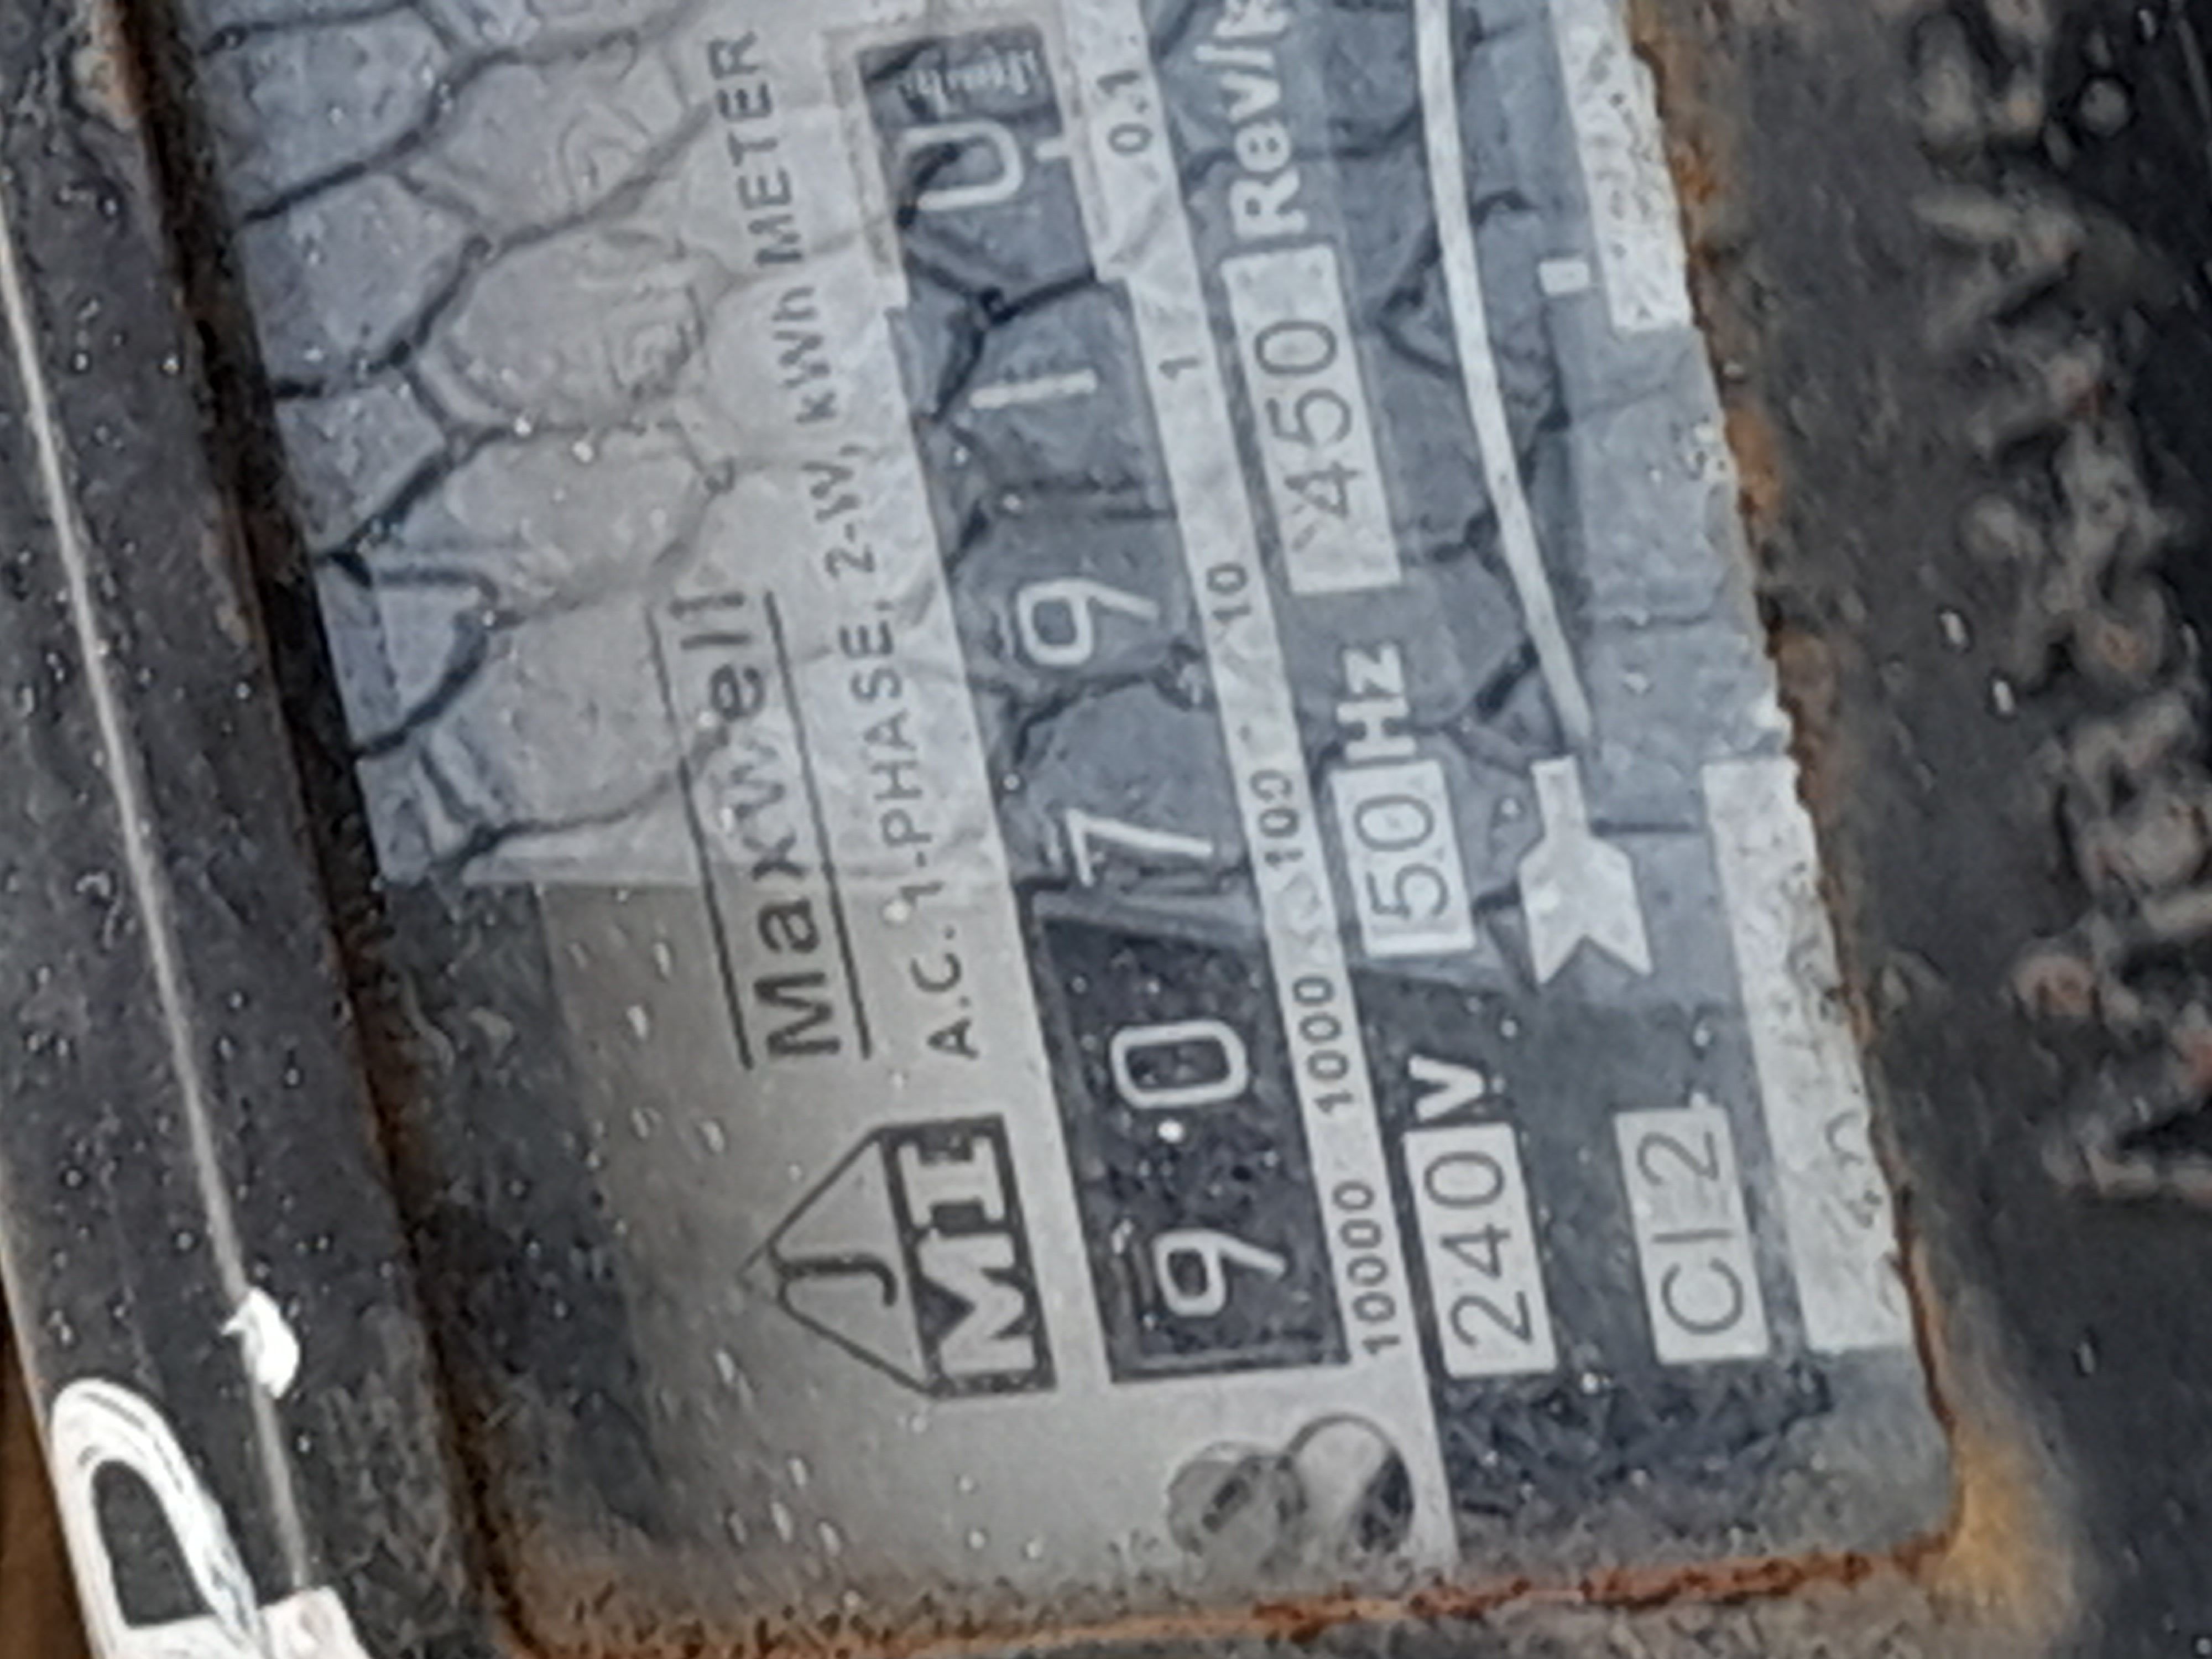 Maxwell
A.C. 1-PHASE, 2-W, kWh METER
J
MI
9 0 7 9 1 0
10000 1000 100 10 1 0.1
240 V 50 Hz 450 Rev/k
Cl 2